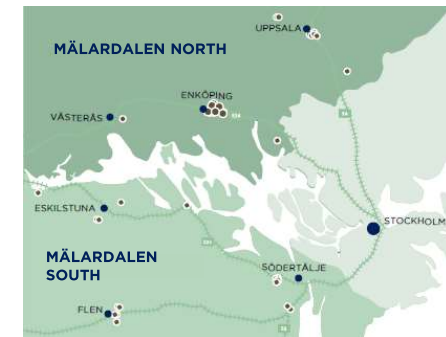 UPPSALA
MÄLARDALEN NORTH
ENKÖPING
VÄSTERÅS
ESKILSTUNA
STOCKHOLM
MÄLARDALEN
SOUTH
SÖDERTÄLJE
FLEN